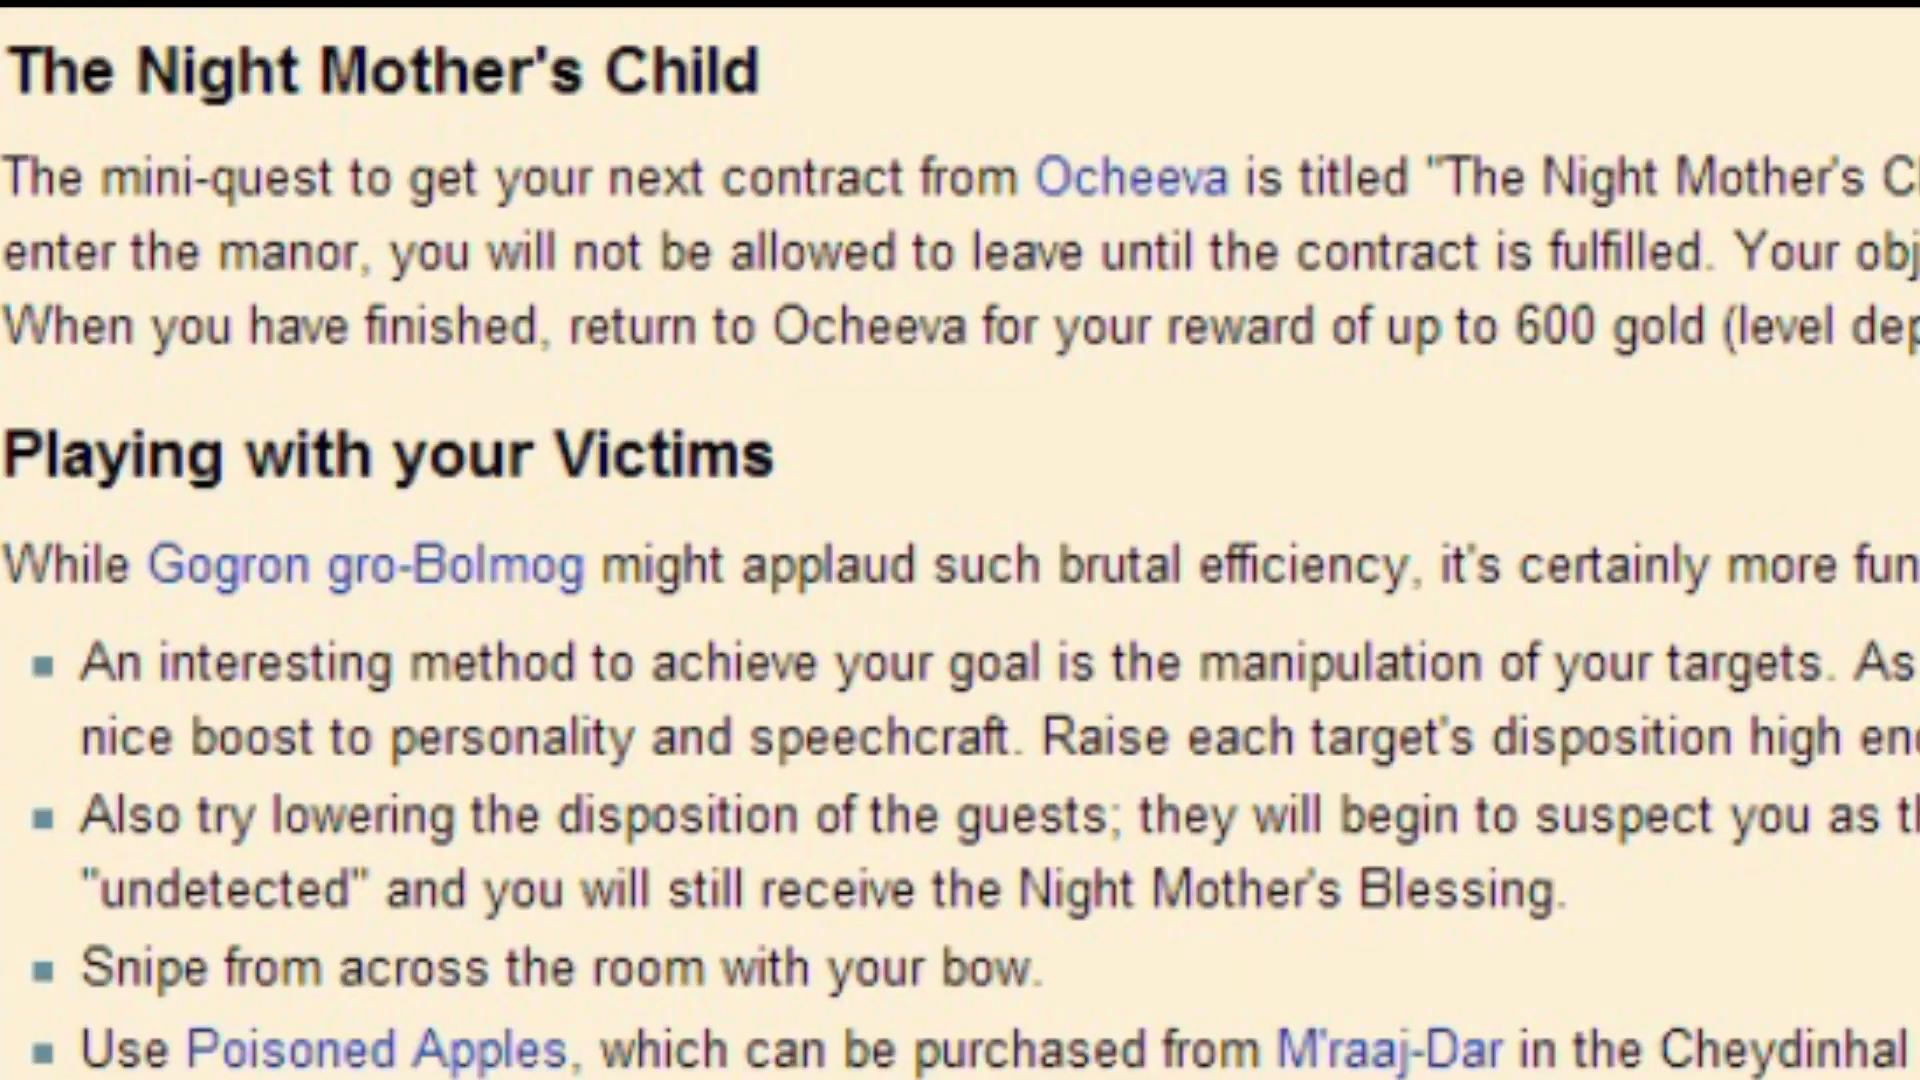 The Night Mother's Child
The mini-quest to get your next contract from Ocheeva is titled "The Night Mother's
enter the manor, you will not be allowed to leave until the contract is fulfilled. Your
When you have finished, return to Ocheeva for your reward of up to 600 gold (level
Playing with your Victims
While Gogron gro-Bolmog might applaud such brutal efficiency, it's certainly more fun
An interesting method to achieve your goal is the manipulation of your targets. As
nice boost to personality and speechcraft. Raise each target's disposition high
Also try lowering the disposition of the guests; they will begin to suspect you as
"undetected" and you will still receive the Night Mother's Blessing.
Snipe from across the room with your bow.
Use Poisoned Apples, which can be purchased from M'raaj-Dar in the Cheydinhal